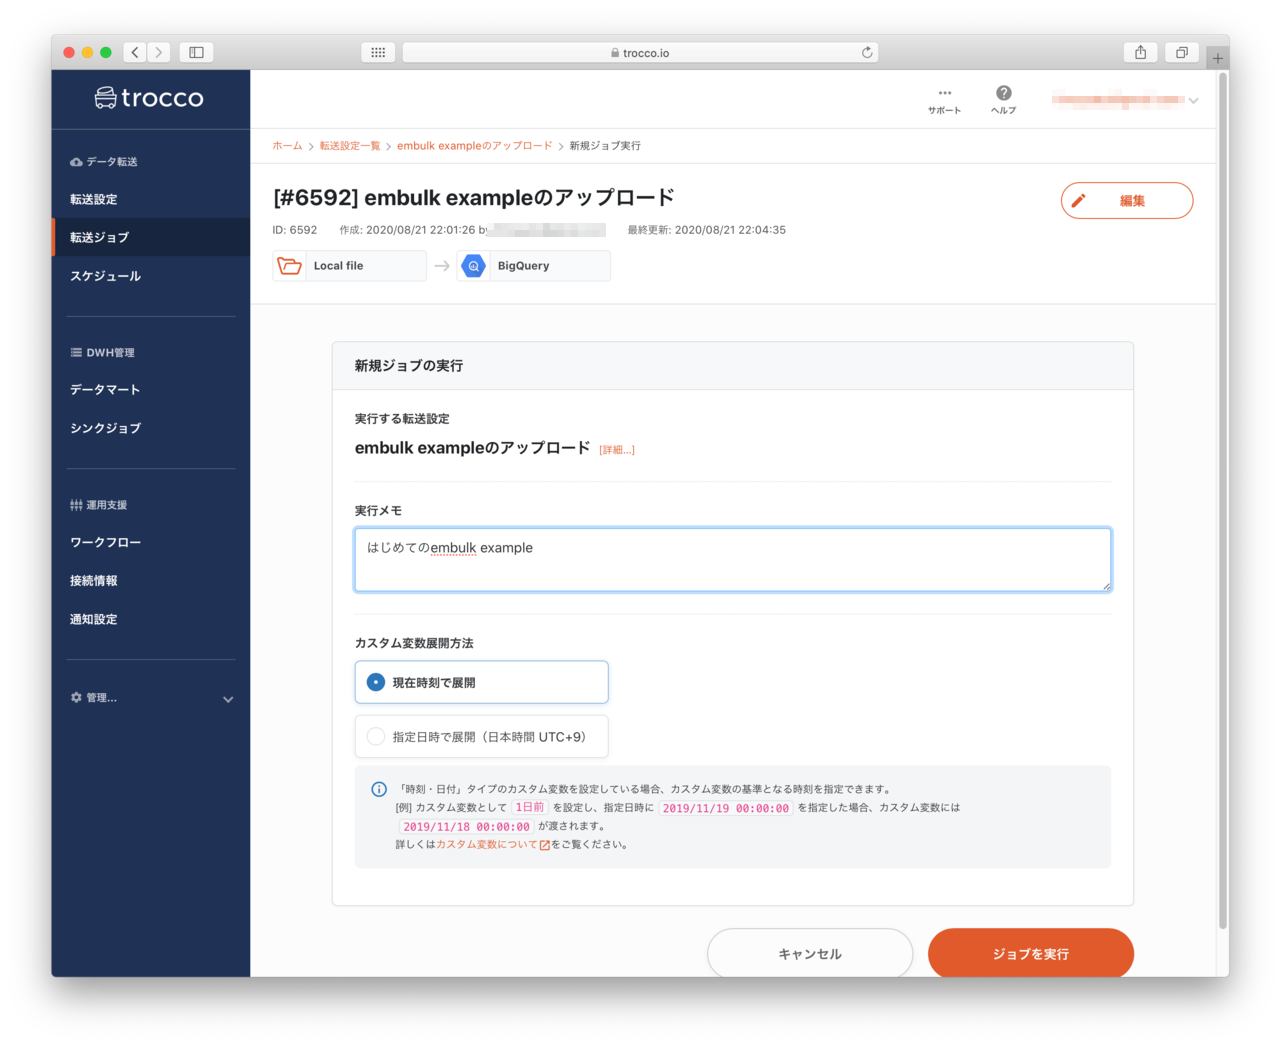 trocco.io
trocco
サポート
ヘルプ
データ転送
転送設定
転送ジョブ
スケジュール
DWH管理
データマート
シンクジョブ
運用支援
ワークフロー
接続情報
通知設定
管理...
ホーム > 転送設定一覧 > embulk exampleのアップロード > 新規ジョブ実行
[#6592] embulk exampleのアップロード
編集
ID: 6592 作成: 2020/08/21 22:01:26 by 最終更新: 2020/08/21 22:04:35
Local file → BigQuery
新規ジョブの実行
実行する転送設定
embulk exampleのアップロード [詳細...]
実行メモ
はじめてのembulk example
カスタム変数展開方法
現在時刻で展開
指定日時で展開（日本時間 UTC+9）
「時刻・日付」タイプのカスタム変数を設定している場合、カスタム変数の基準となる時刻を指定できます。
[例] カスタム変数として 1日前 を設定し、指定日時に 2019/11/19 00:00:00 を指定した場合、カスタム変数には
2019/11/18 00:00:00 が渡されます。
詳しくはカスタム変数についてをご覧ください。
キャンセル
ジョブを実行